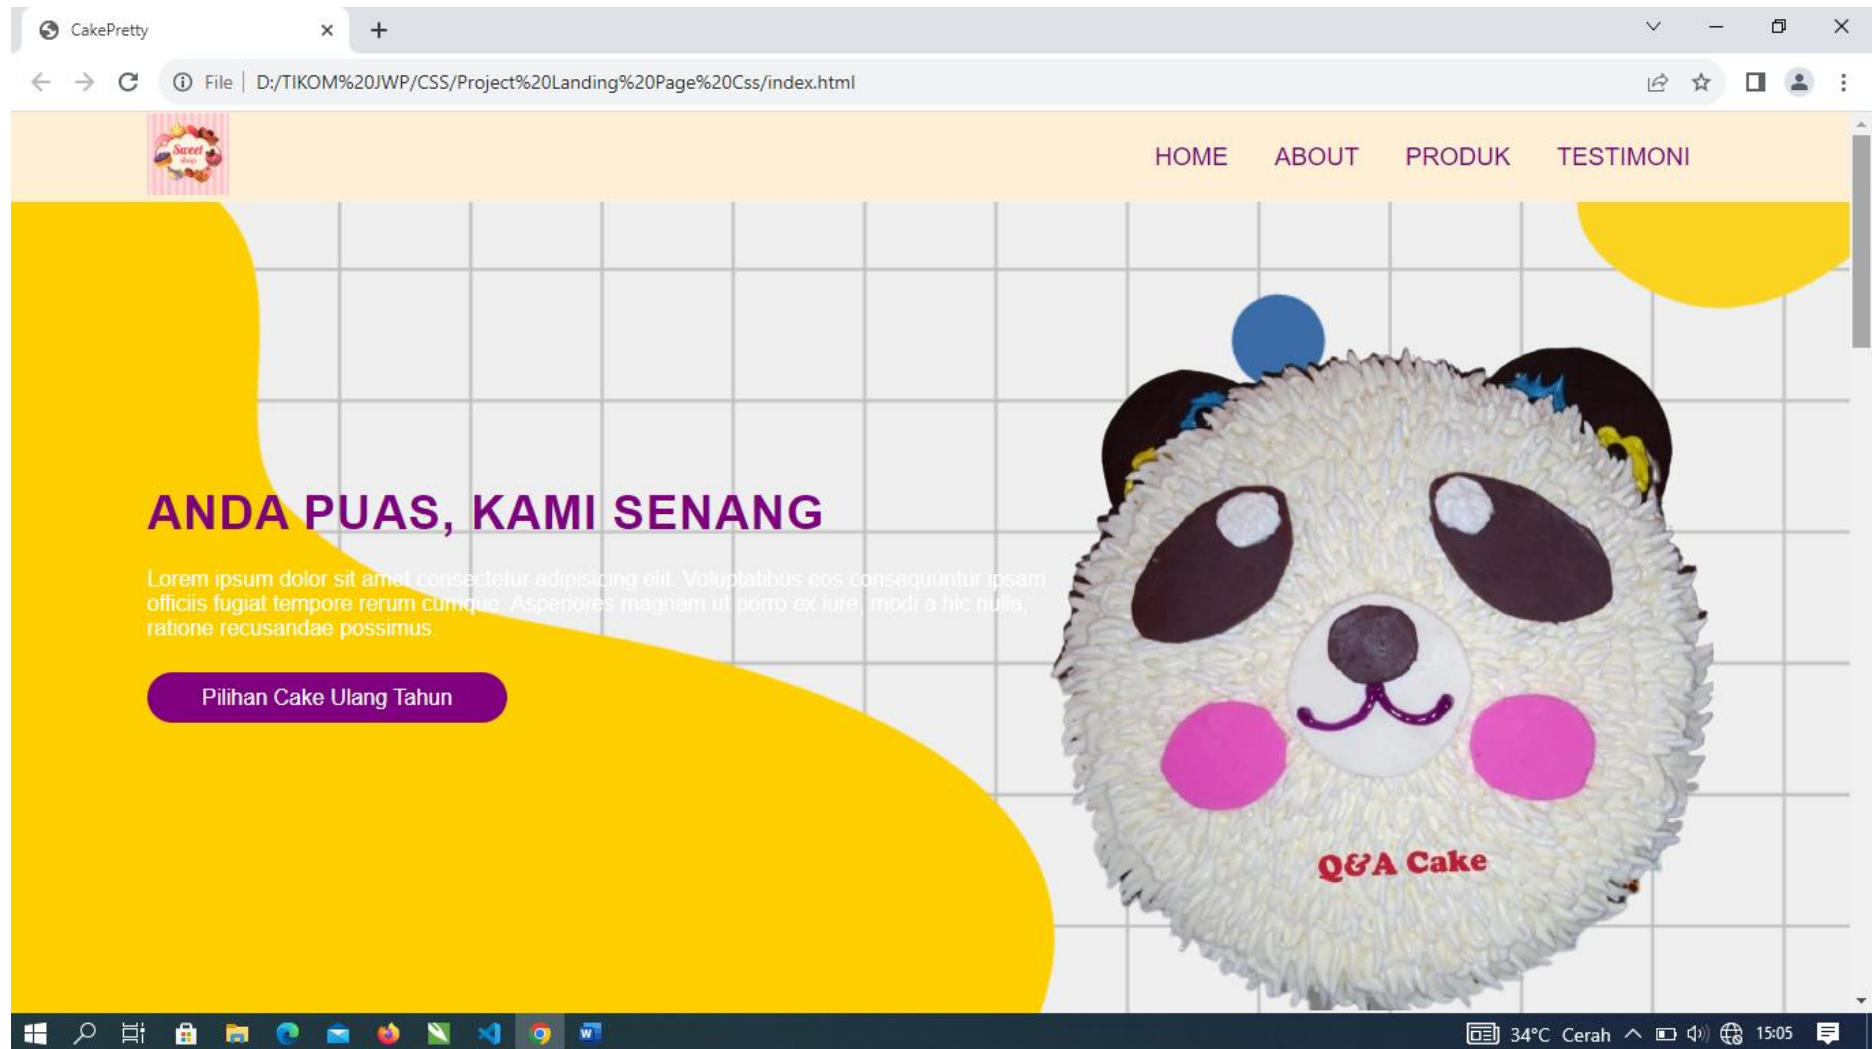 CakePretty
File | D:/TIKOM%20JWP/CSS/Project%20Landing%20Page%20Css/index.html
Sweet
shop
HOME ABOUT PRODUK TESTIMONI
ANDA PUAS, KAMI SENANG
Lorem ipsum dolor sit amet consectetur adipisicing elit. Voluptatibus eos consequuntur ipsam
officiis fugiat tempore rerum cumque. Asperiores magnam ut porro ex iure, modi a hic nulla,
ratione recusandae possimus.
Pilihan Cake Ulang Tahun
Q&A Cake
34°C Cerah 15:05